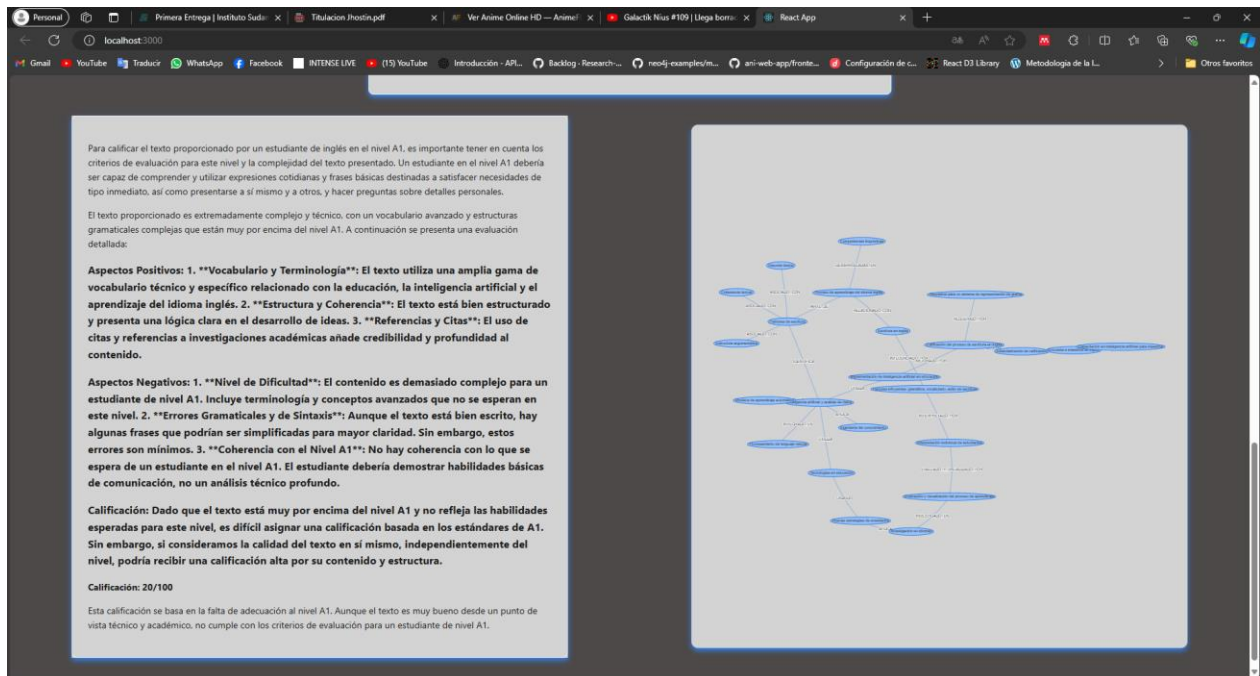 Personal
Primera Entrega | Instituto Sudar
Titulacion Jhostin.pdf
Ver Anime Online HD — AnimeF
Galactik Nius #109 | Llega borrac
React App
localhost:3000
Gmail
YouTube
Traducir
WhatsApp
Facebook
INTENSE LIVE
(15) YouTube
Introducción - API...
Backlog · Research-...
neo4j-examples/m...
ani-web-app/fronte...
Configuración de c...
React D3 Library
Metodologia de la I...
Otros favoritos
Para calificar el texto proporcionado por un estudiante de inglés en el nivel A1, es importante tener en cuenta los
criterios de evaluación para este nivel y la complejidad del texto presentado. Un estudiante en el nivel A1 debería
ser capaz de comprender y utilizar expresiones cotidianas y frases básicas destinadas a satisfacer necesidades de
tipo inmediato, así como presentarse a sí mismo y a otros, y hacer preguntas sobre detalles personales.
El texto proporcionado es extremadamente complejo y técnico, con un vocabulario avanzado y estructuras
gramaticales complejas que están muy por encima del nivel A1. A continuación se presenta una evaluación
detallada:
Aspectos Positivos: 1. **Vocabulario y Terminología**: El texto utiliza una amplia gama de
vocabulario técnico y específico relacionado con la educación, la inteligencia artificial y el
aprendizaje del idioma inglés. 2. **Estructura y Coherencia**: El texto está bien estructurado
y presenta una lógica clara en el desarrollo de ideas. 3. **Referencias y Citas**: El uso de
citas y referencias a investigaciones académicas añade credibilidad y profundidad al
contenido.
Aspectos Negativos: 1. **Nivel de Dificultad**: El contenido es demasiado complejo para un
estudiante de nivel A1. Incluye terminología y conceptos avanzados que no se esperan en
este nivel. 2. **Errores Gramaticales y de Sintaxis**: Aunque el texto está bien escrito, hay
algunas frases que podrían ser simplificadas para mayor claridad. Sin embargo, estos
errores son mínimos. 3. **Coherencia con el Nivel A1**: No hay coherencia con lo que se
espera de un estudiante en el nivel A1. El estudiante debería demostrar habilidades básicas
de comunicación, no un análisis técnico profundo.
Calificación: Dado que el texto está muy por encima del nivel A1 y no refleja las habilidades
esperadas para este nivel, es difícil asignar una calificación basada en los estándares de A1.
Sin embargo, si consideramos la calidad del texto en sí mismo, independientemente del
nivel, podría recibir una calificación alta por su contenido y estructura.
Calificación: 20/100
Esta calificación se basa en la falta de adecuación al nivel A1. Aunque el texto es muy bueno desde un punto de
vista técnico y académico, no cumple con los criterios de evaluación para un estudiante de nivel A1.